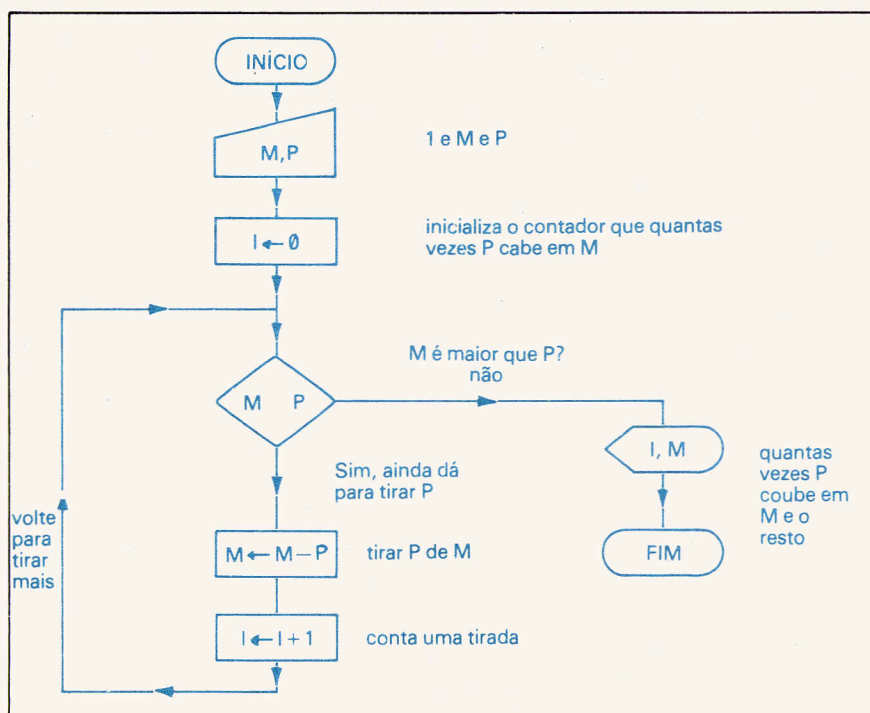 INÍCIO
M,P
1 e M e P
I ← 0
inicializa o contador que quantas
vezes P cabe em M
M é maior que P?
não
M P
I, M
quantas
vezes P
coube em
M e o
resto
Sim, ainda dá
para tirar P
volte
para
tirar
mais
M ← M – P
tirar P de M
FIM
I ← I + 1
conta uma tirada